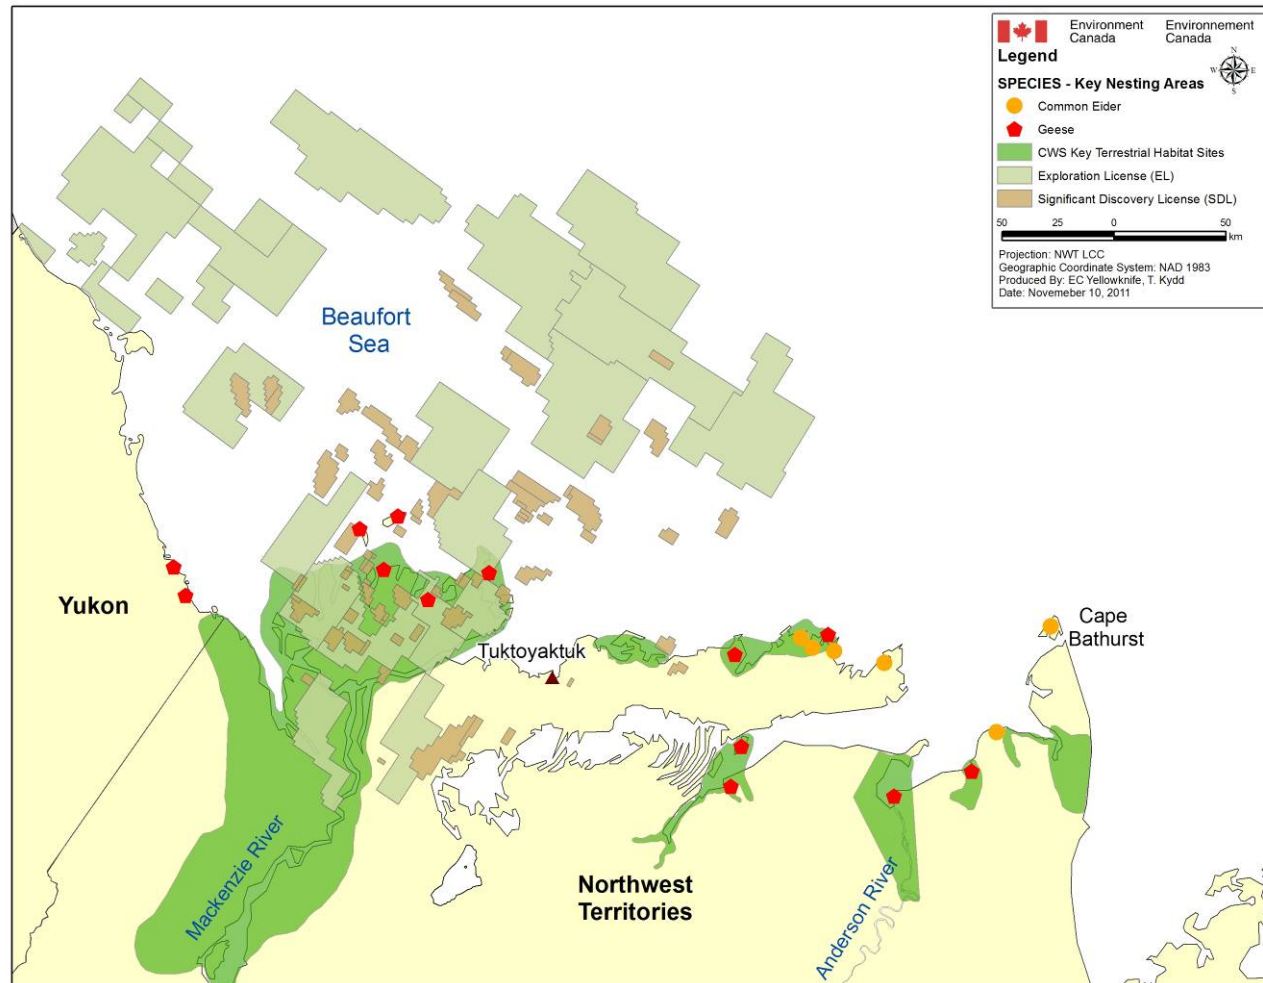 Environment Environnement
Canada Canada
Legend
N
W E
S
SPECIES - Key Nesting Areas
Common Eider
Geese
CWS Key Terrestrial Habitat Sites
Exploration License (EL)
Significant Discovery License (SDL)
50 25 0 50
km
Projection: NWT LCC
Geographic Coordinate System: NAD 1983
Produced By: EC Yellowknife, T. Kydd
Date: Novemeber 10, 2011
Beaufort
Sea
Yukon
Cape
Bathurst
Tuktoyaktuk
Mackenzie River
Northwest
Territories
Anderson River